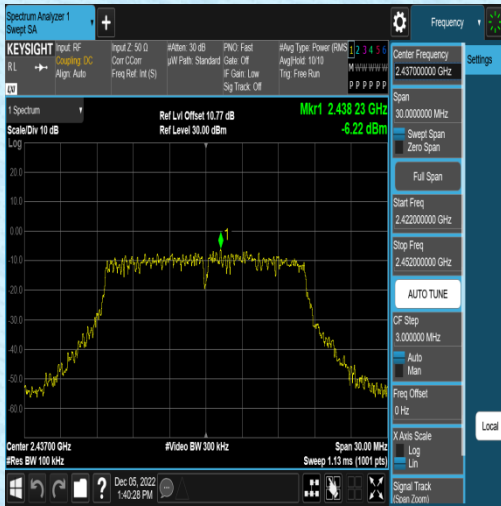 Spectrum Analyzer 1
Swept SA
+
Frequency
KEYSIGHT
RL
LXI
Input: RF
Coupling: DC
Align: Auto
Input Z: 50 Ω
Corr CCorr
Freq Ref: Int (S)
#Atten: 30 dB
µW Path: Standard
PNO: Fast
Gate: Off
IF Gain: Low
Sig Track: Off
#Avg Type: Power (RMS
Avg|Hold: 10/10
Trig: Free Run
1 2 3 4 5 6
M W W W W W
P P P P P P
1 Spectrum
Scale/Div 10 dB
Log
Ref Lvl Offset 10.77 dB
Ref Level 30.00 dBm
Mkr1 2.438 23 GHz
-6.22 dBm
20.0
10.0
0.00
-10.0
-20.0
-30.0
-40.0
-50.0
-60.0
1
Center 2.43700 GHz
#Res BW 100 kHz
#Video BW 300 kHz
Span 30.00 MHz
Sweep 1.13 ms (1001 pts)
Center Frequency
2.437000000 GHz
Span
30.0000000 MHz
Swept Span
Zero Span
Full Span
Start Freq
2.422000000 GHz
Stop Freq
2.452000000 GHz
AUTO TUNE
CF Step
3.000000 MHz
Auto
Man
Freq Offset
0 Hz
X Axis Scale
Log
Lin
Signal Track
(Span Zoom)
Settings
Local
?
Dec 05, 2022
1:40:28 PM